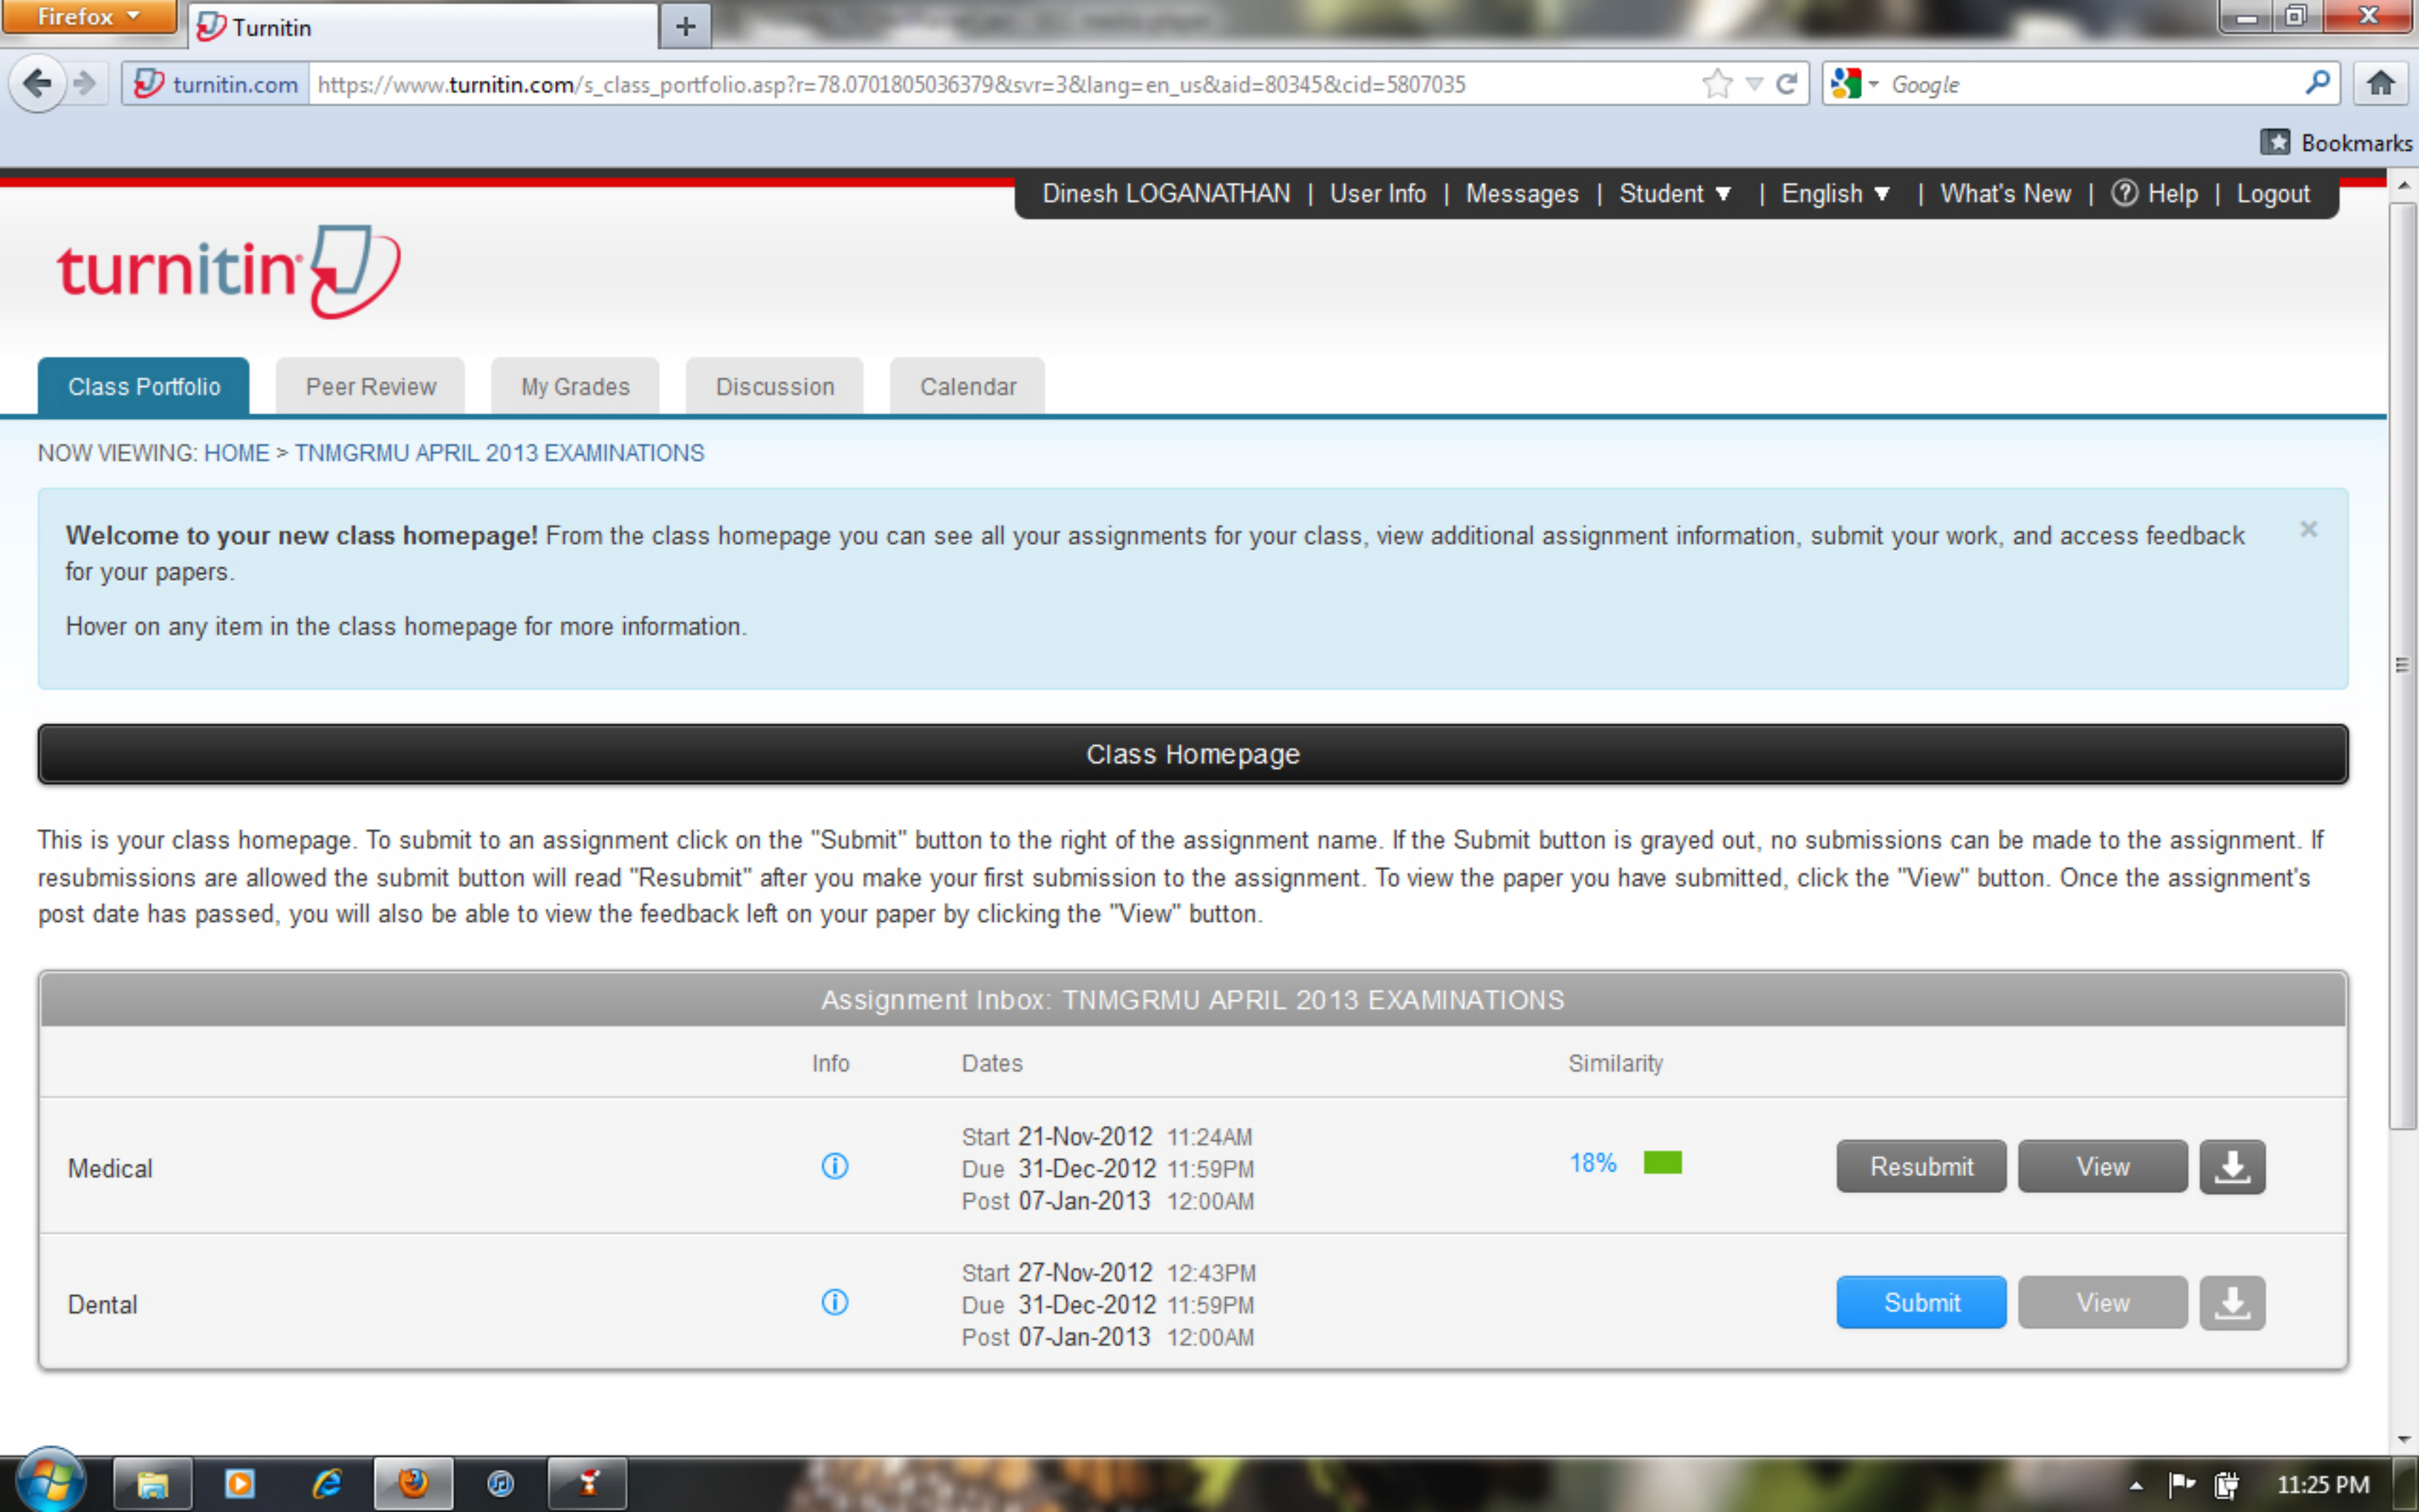 Firefox
Turnitin
turnitin.com https://www.turnitin.com/s_class_portfolio.asp?r=78.0701805036379&svr=3&lang=en_us&aid=80345&cid=5807035 Google
Bookmarks
Dinesh LOGANATHAN | User Info | Messages | Student | English | What's New | ? Help | Logout
turnitin
Class Portfolio Peer Review My Grades Discussion Calendar
NOW VIEWING: HOME > TNMGRMU APRIL 2013 EXAMINATIONS
Welcome to your new class homepage! From the class homepage you can see all your assignments for your class, view additional assignment information, submit your work, and access feedback
for your papers.
Hover on any item in the class homepage for more information.
Class Homepage
This is your class homepage. To submit to an assignment click on the "Submit" button to the right of the assignment name. If the Submit button is grayed out, no submissions can be made to the assignment. If
resubmissions are allowed the submit button will read "Resubmit" after you make your first submission to the assignment. To view the paper you have submitted, click the "View" button. Once the assignment's
post date has passed, you will also be able to view the feedback left on your paper by clicking the "View" button.
Assignment Inbox: TNMGRMU APRIL 2013 EXAMINATIONS
Info Dates Similarity
Start 21-Nov-2012 11:24AM
Medical Due 31-Dec-2012 11:59PM 18% Resubmit View
Post 07-Jan-2013 12:00AM
Start 27-Nov-2012 12:43PM
Dental Due 31-Dec-2012 11:59PM Submit View
Post 07-Jan-2013 12:00AM
11:25 PM